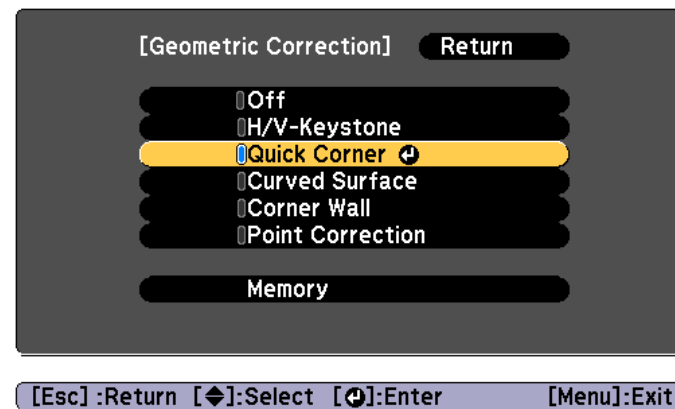 [Geometric Correction] Return
Off
H/V-Keystone
Quick Corner
Curved Surface
Corner Wall
Point Correction
Memory
[Esc] :Return [◆]:Select [↵]:Enter [Menu]:Exit